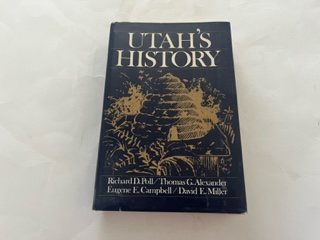 UTAH'S
HISTORY
Richard D. Poll / Thomas G. Alexander
Eugene E. Campbell / David E. Miller